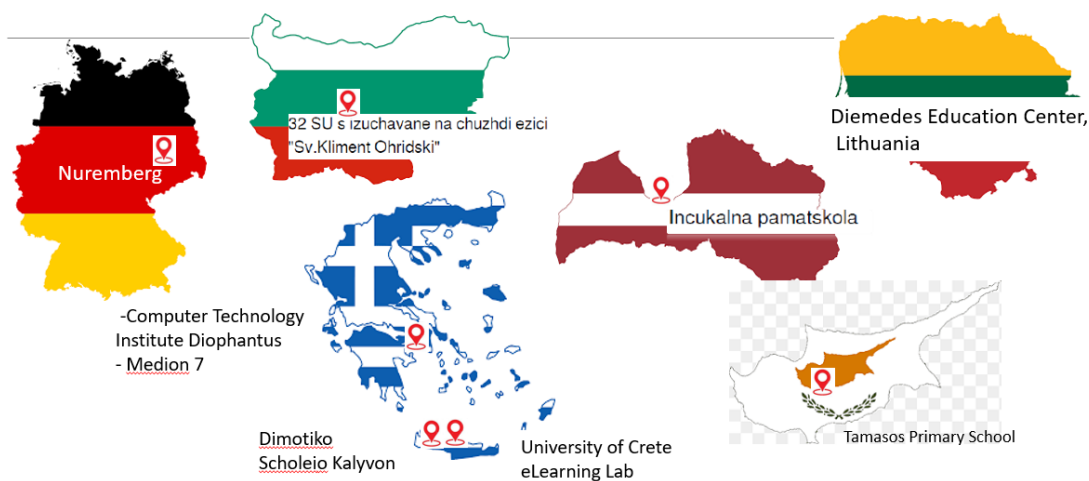 Nuremberg
32 SU s izuchavane na chuzhdi ezici
"Sv.Kliment Ohridski"
Diemedes Education Center,
Lithuania
Incukalna pamatskola
-Computer Technology
Institute Diophantus
- Medion 7
Dimotiko
Scholeio Kalyvon
University of Crete
eLearning Lab
Tamasos Primary School